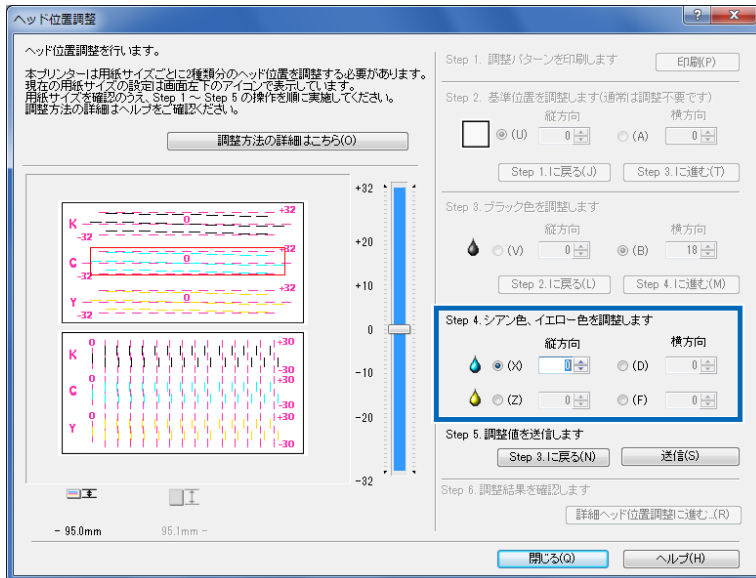 ヘッド位置調整
ヘッド位置調整を行います。
本プリンターは用紙サイズごとに2種類分のヘッド位置を調整する必要があります。
現在の用紙サイズの設定は画面左下のアイコンで表示しています。
用紙サイズを確認のうえ、Step 1～Step 5 の操作を順に実施してください。
調整方法の詳細はヘルプをご確認ください。
調整方法の詳細はこちら(O)
K +32 0 -32
C +32 0 -32
Y +32 0 -32
K 0 +30 -30
C 0 +30 -30
Y 0 +30 -30
+32
+20
+10
0
-10
-20
-32
- 95.0mm
95.1mm -
Step 1. 調整パターンを印刷します 印刷(P)
Step 2. 基準位置を調整します(通常は調整不要です)
縦方向 横方向
(U) 0 (A) 0
Step 1.に戻る(J) Step 3.に進む(T)
Step 3. ブラック色を調整します
縦方向 横方向
(V) 0 (B) 18
Step 2.に戻る(L) Step 4.に進む(M)
Step 4. シアン色、イエロー色を調整します
縦方向 横方向
(X) 0 (D) 0
(Z) 0 (F) 0
Step 5. 調整値を送信します
Step 3.に戻る(N) 送信(S)
Step 6. 調整結果を確認します
詳細ヘッド位置調整に進む...(R)
閉じる(Q) ヘルプ(H)